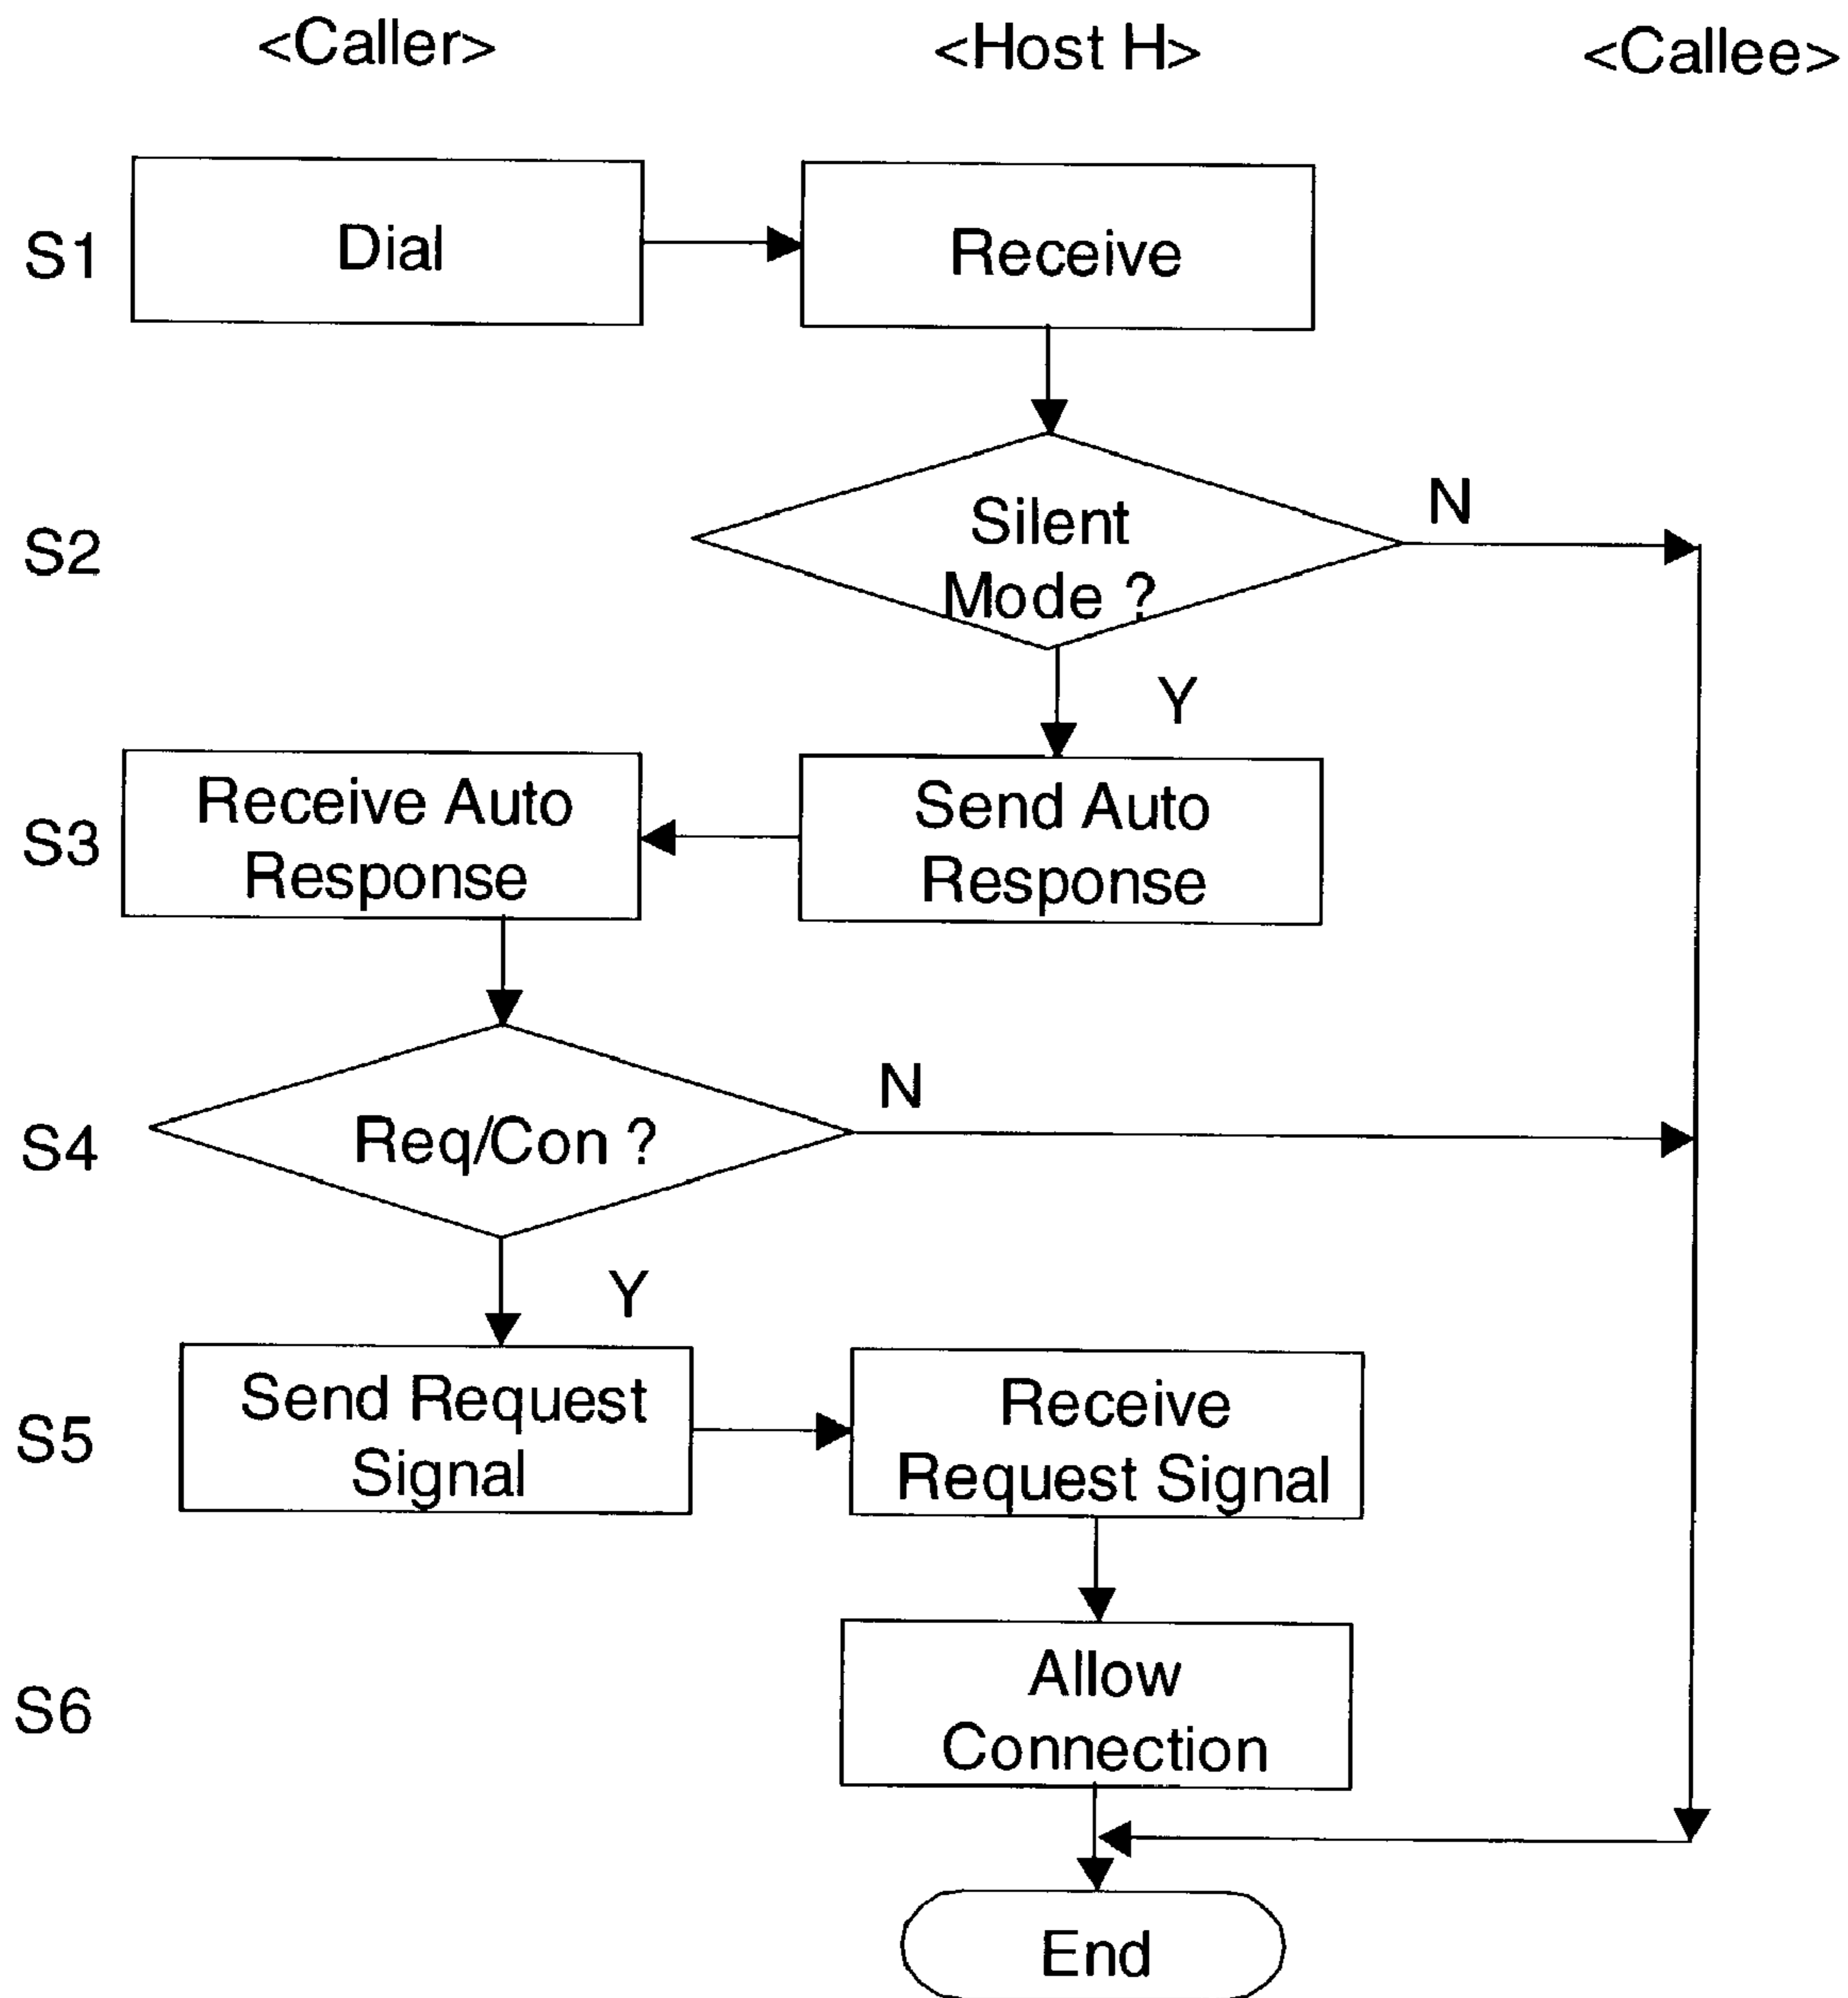 <Caller>
<Host H>
<Callee>
S1
Dial
Receive
S2
Silent
Mode ?
N
Y
S3
Receive Auto
Response
Send Auto
Response
S4
Req/Con ?
N
Y
S5
Send Request
Signal
Receive
Request Signal
S6
Allow
Connection
End